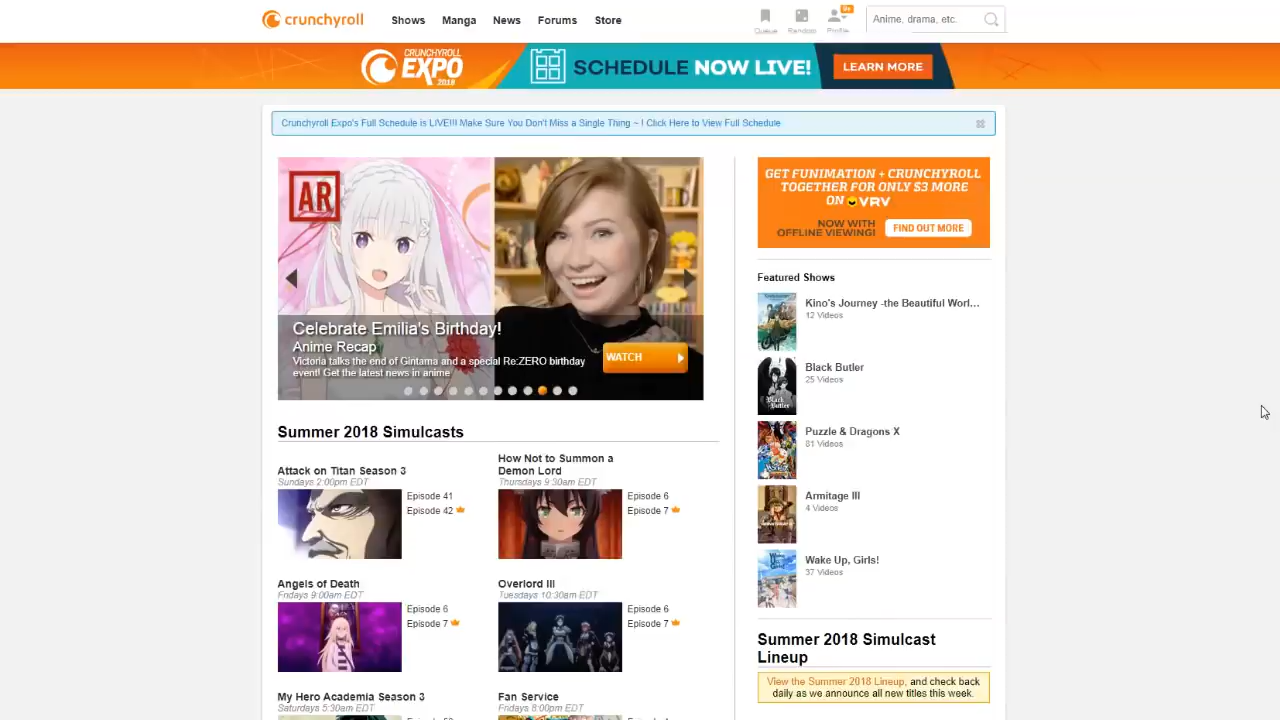 crunchyroll
Shows
Manga
News
Forums
Store
Queue
Random
Profile
Anime, drama, etc.
CRUNCHYROLL
EXPO
2018
SCHEDULE NOW LIVE!
LEARN MORE
Crunchyroll Expo's Full Schedule is LIVE!!! Make Sure You Don't Miss a Single Thing ~ ! Click Here to View Full Schedule
AR
Celebrate Emilia's Birthday!
Anime Recap
Victoria talks the end of Gintama and a special Re:ZERO birthday
event! Get the latest news in anime
WATCH
Summer 2018 Simulcasts
Attack on Titan Season 3
Sundays 2:00pm EDT
Episode 41
Episode 42
How Not to Summon a
Demon Lord
Thursdays 9:30am EDT
Episode 6
Episode 7
Angels of Death
Fridays 9:00am EDT
Episode 6
Episode 7
Overlord III
Tuesdays 10:30am EDT
Episode 6
Episode 7
My Hero Academia Season 3
Saturdays 5:30am EDT
Fan Service
Fridays 8:00pm EDT
GET FUNIMATION + CRUNCHYROLL
TOGETHER FOR ONLY $3 MORE
ON VRV
NOW WITH
OFFLINE VIEWING!
FIND OUT MORE
Featured Shows
Kino's Journey -the Beautiful Worl...
12 Videos
Black Butler
25 Videos
Puzzle & Dragons X
81 Videos
Armitage III
4 Videos
Wake Up, Girls!
37 Videos
Summer 2018 Simulcast
Lineup
View the Summer 2018 Lineup, and check back
daily as we announce all new titles this week.